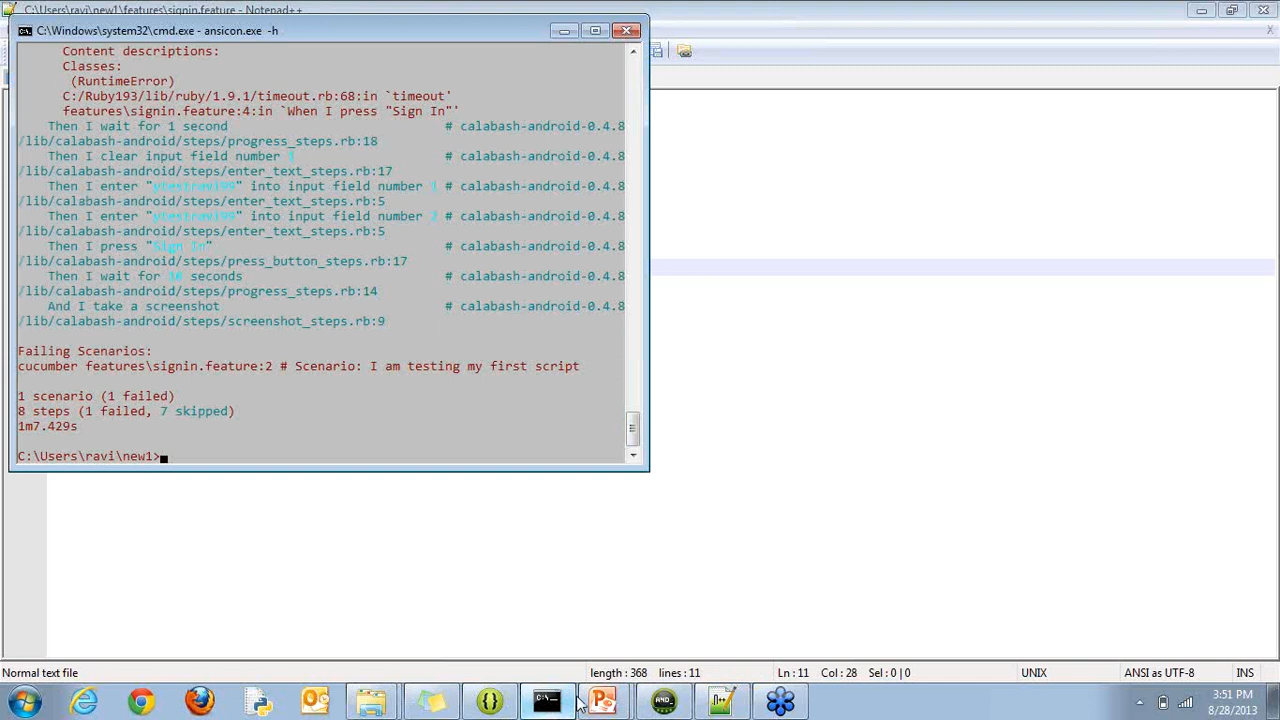 C:\Users\ravi\new1\features\signin.feature - Notepad++
C:\Windows\system32\cmd.exe - ansicon.exe -h
Content descriptions:
Classes:
(RuntimeError)
C:/Ruby193/lib/ruby/1.9.1/timeout.rb:68:in `timeout'
features\signin.feature:4:in `When I press "Sign In"'
Then I wait for 1 second # calabash-android-0.4.8
/lib/calabash-android/steps/progress_steps.rb:18
Then I clear input field number 1 # calabash-android-0.4.8
/lib/calabash-android/steps/enter_text_steps.rb:17
Then I enter "ytestravi99" into input field number 1 # calabash-android-0.4.8
/lib/calabash-android/steps/enter_text_steps.rb:5
Then I enter "ytestravi99" into input field number 2 # calabash-android-0.4.8
/lib/calabash-android/steps/enter_text_steps.rb:5
Then I press "Sign In" # calabash-android-0.4.8
/lib/calabash-android/steps/press_button_steps.rb:17
Then I wait for 10 seconds # calabash-android-0.4.8
/lib/calabash-android/steps/progress_steps.rb:14
And I take a screenshot # calabash-android-0.4.8
/lib/calabash-android/steps/screenshot_steps.rb:9
Failing Scenarios:
cucumber features\signin.feature:2 # Scenario: I am testing my first script
1 scenario (1 failed)
8 steps (1 failed, 7 skipped)
1m7.429s
C:\Users\ravi\new1>
Normal text file length : 368 lines : 11 Ln : 11 Col : 28 Sel : 0 | 0 UNIX ANSI as UTF-8 INS
3:51 PM
8/28/2013